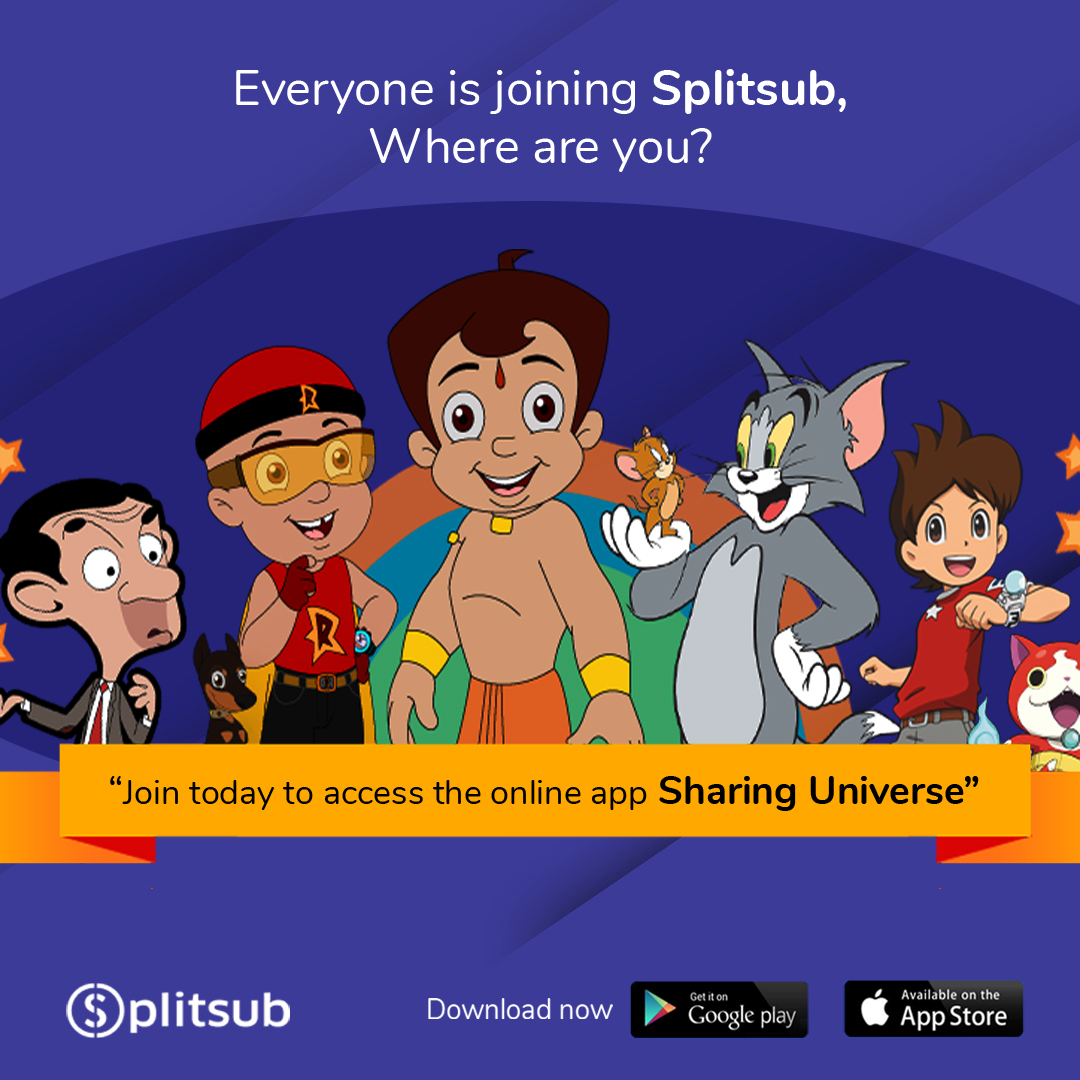 Everyone is joining Splitsub,
Where are you?
R
R
“Join today to access the online app Sharing Universe”
Splitsub
Download now
Get it on
Google play
Available on the
App Store